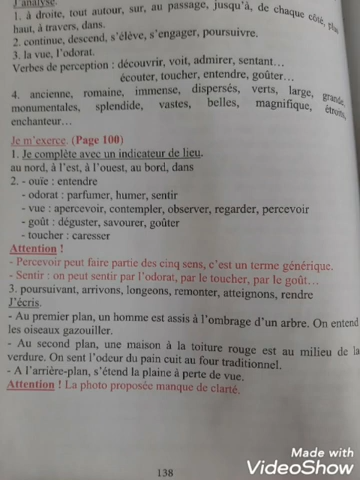 J'analyse.
1. à droite, tout autour, sur, au passage, jusqu'à, de chaque côté, plus
haut, à travers, dans.
2. continue, descend, s'élève, s'engager, poursuivre.
3. la vue, l'odorat.
Verbes de perception : découvrir, voit, admirer, sentant…
écouter, toucher, entendre, goûter…
4. ancienne, romaine, immense, dispersés, verts, large, grande,
monumentales, splendide, vastes, belles, magnifique, étroits,
enchanteur…
Je m'exerce. (Page 100)
1. Je complète avec un indicateur de lieu.
au nord, à l'est, à l'ouest, au bord, dans
2. - ouïe : entendre
- odorat : parfumer, humer, sentir
- vue : apercevoir, contempler, observer, regarder, percevoir
- goût : déguster, savourer, goûter
- toucher : caresser
Attention !
- Percevoir peut faire partie des cinq sens, c'est un terme générique.
- Sentir : on peut sentir par l'odorat, par le toucher, par le goût…
3. poursuivant, arrivons, longeons, remonter, atteignons, rendre
J'écris.
- Au premier plan, un homme est assis à l'ombrage d'un arbre. On entend
les oiseaux gazouiller.
- Au second plan, une maison à la toiture rouge est au milieu de la
verdure. On sent l'odeur du pain cuit au four traditionnel.
- A l'arrière-plan, s'étend la plaine à perte de vue.
Attention ! La photo proposée manque de clarté.
138
Made with
VideoShow